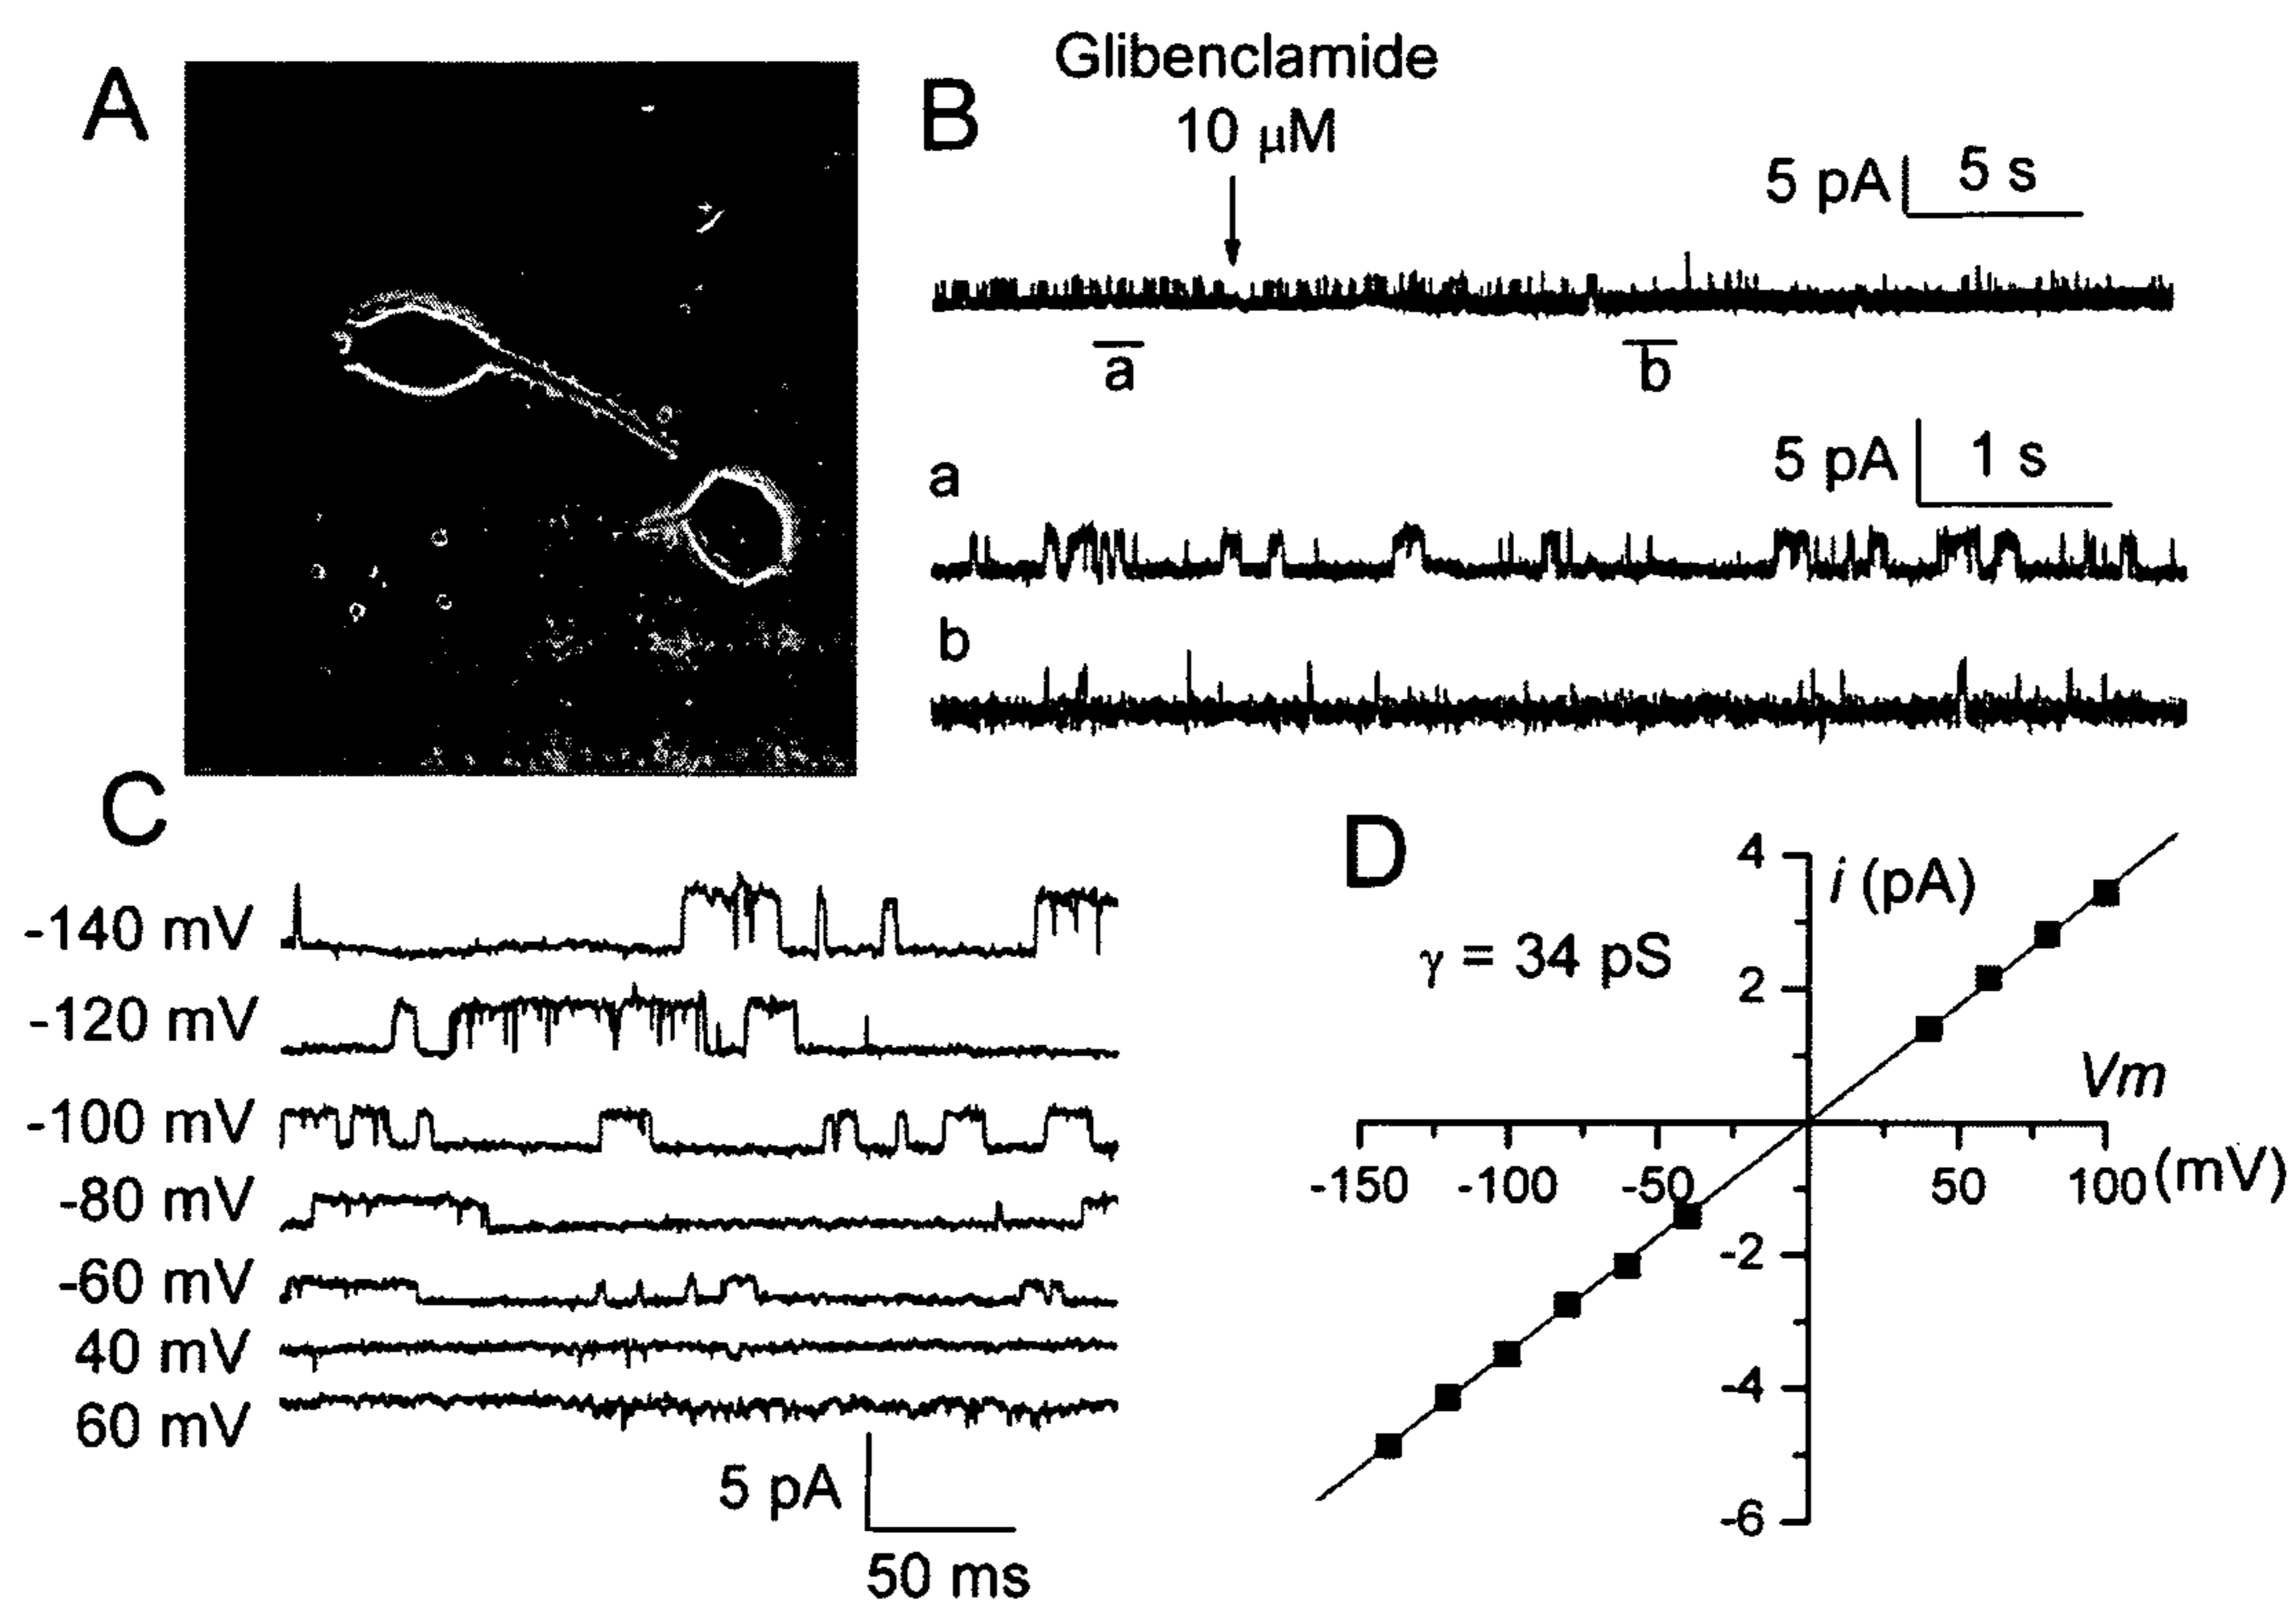 A
B
Glibenclamide
10 μM
5 pA
5 s
a
b
5 pA
1 s
a
b
C
-140 mV
-120 mV
-100 mV
-80 mV
-60 mV
40 mV
60 mV
5 pA
50 ms
D
γ = 34 pS
i (pA)
4
2
-2
-4
-6
Vm
(mV)
-150
-100
-50
50
100